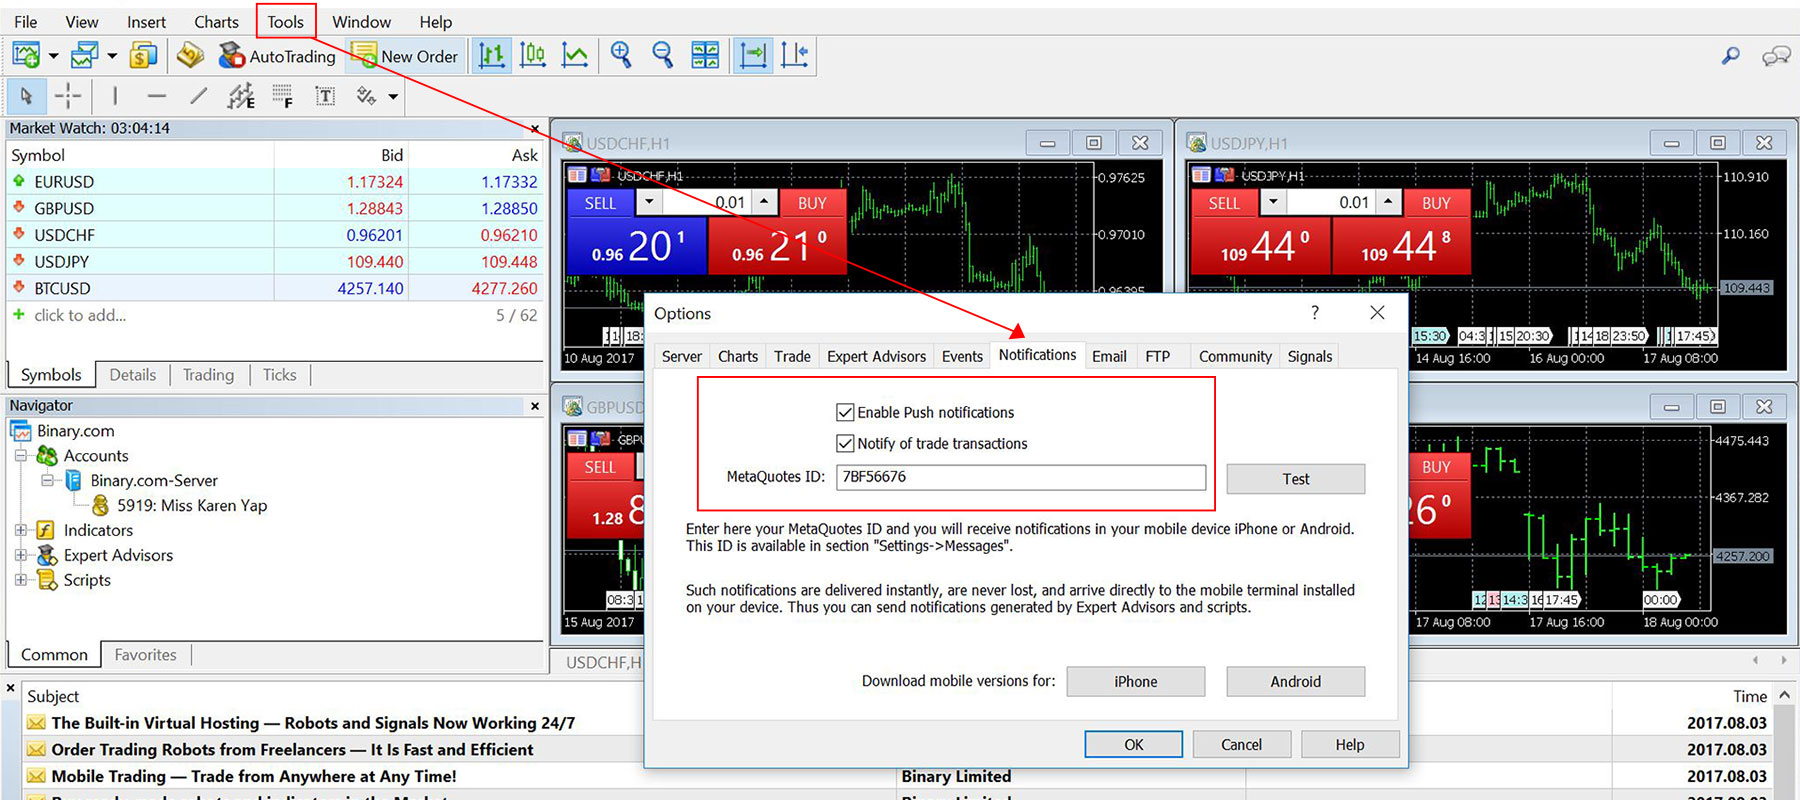 File View Insert Charts Tools Window Help
AutoTrading New Order
E F T
Market Watch: 03:04:14
Symbol Bid Ask
EURUSD 1.17324 1.17332
GBPUSD 1.28843 1.28850
USDCHF 0.96201 0.96210
USDJPY 109.440 109.448
BTCUSD 4257.140 4277.260
click to add... 5 / 62
Symbols Details Trading Ticks
Navigator
Binary.com
Accounts
Binary.com-Server
5919: Miss Karen Yap
Indicators
Expert Advisors
Scripts
Common Favorites
USDCHF,H1
USDCHF,H1
SELL 0.01 BUY
0.96 20 1 0.96 21 0
0.97625
0.97010
0.96395
18:
10 Aug 2017
USDJPY,H1
USDJPY,H1
SELL 0.01 BUY
109 44 0 109 44 8
110.910
110.160
109.443
15:30 04:3 15 20:30 14 18 23:50 17:45
14 Aug 16:00 16 Aug 00:00 17 Aug 08:00
GBPUSD
GBPU
SELL
1.28 8
08:3
15 Aug 2017
BUY
26 0
4475.443
4367.282
4257.200
12 13 14:3 16 17:45 00:00
17 Aug 08:00 17 Aug 16:00 18 Aug 00:00
USDCHF,H
Options ?
Server Charts Trade Expert Advisors Events Notifications Email FTP Community Signals
Enable Push notifications
Notify of trade transactions
MetaQuotes ID: 7BF56676 Test
Enter here your MetaQuotes ID and you will receive notifications in your mobile device iPhone or Android.
This ID is available in section "Settings->Messages".
Such notifications are delivered instantly, are never lost, and arrive directly to the mobile terminal installed
on your device. Thus you can send notifications generated by Expert Advisors and scripts.
Download mobile versions for: iPhone Android
OK Cancel Help
Subject Time
The Built-in Virtual Hosting — Robots and Signals Now Working 24/7 2017.08.03
Order Trading Robots from Freelancers — It Is Fast and Efficient 2017.08.03
Mobile Trading — Trade from Anywhere at Any Time! Binary Limited 2017.08.03